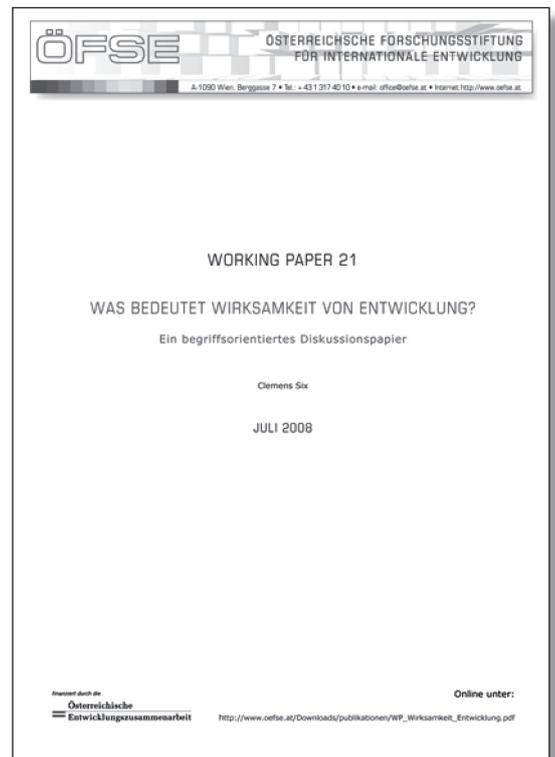 ÖFSE
ÖSTERREICHSCHE FORSCHUNGSSTIFTUNG
FÜR INTERNATIONALE ENTWICKLUNG
A-1090 Wien, Berggasse 7 • Tel.: + 43 1 317 40 10 • e-mail: office@oefse.at • Internet:http://www.oefse.at
WORKING PAPER 21
WAS BEDEUTET WIRKSAMKEIT VON ENTWICKLUNG?
Ein begriffsorientiertes Diskussionspapier
Clemens Six
JULI 2008
finanziert durch die
Österreichische
Entwicklungszusammenarbeit
Online unter:
http://www.oefse.at/Downloads/publikationen/WP_Wirksamkeit_Entwicklung.pdf